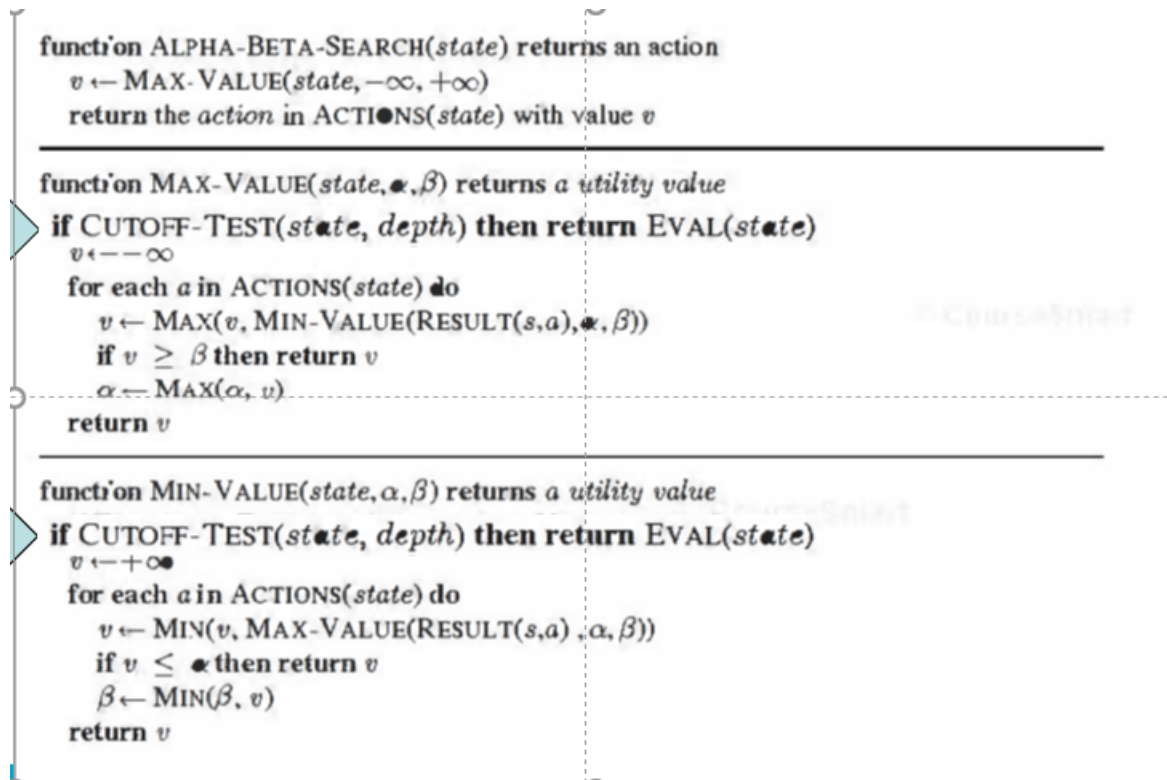 function ALPHA-BETA-SEARCH(state) returns an action
v ← MAX-VALUE(state, −∞, +∞)
return the action in ACTIONS(state) with value v
function MAX-VALUE(state, α, β) returns a utility value
if CUTOFF-TEST(state, depth) then return EVAL(state)
v ← −∞
for each a in ACTIONS(state) do
v ← MAX(v, MIN-VALUE(RESULT(s,a), α, β))
if v ≥ β then return v
α ← MAX(α, v)
return v
function MIN-VALUE(state, α, β) returns a utility value
if CUTOFF-TEST(state, depth) then return EVAL(state)
v ← +∞
for each a in ACTIONS(state) do
v ← MIN(v, MAX-VALUE(RESULT(s,a) , α, β))
if v ≤ α then return v
β ← MIN(β, v)
return v
© CourseSmart
CourseSmart